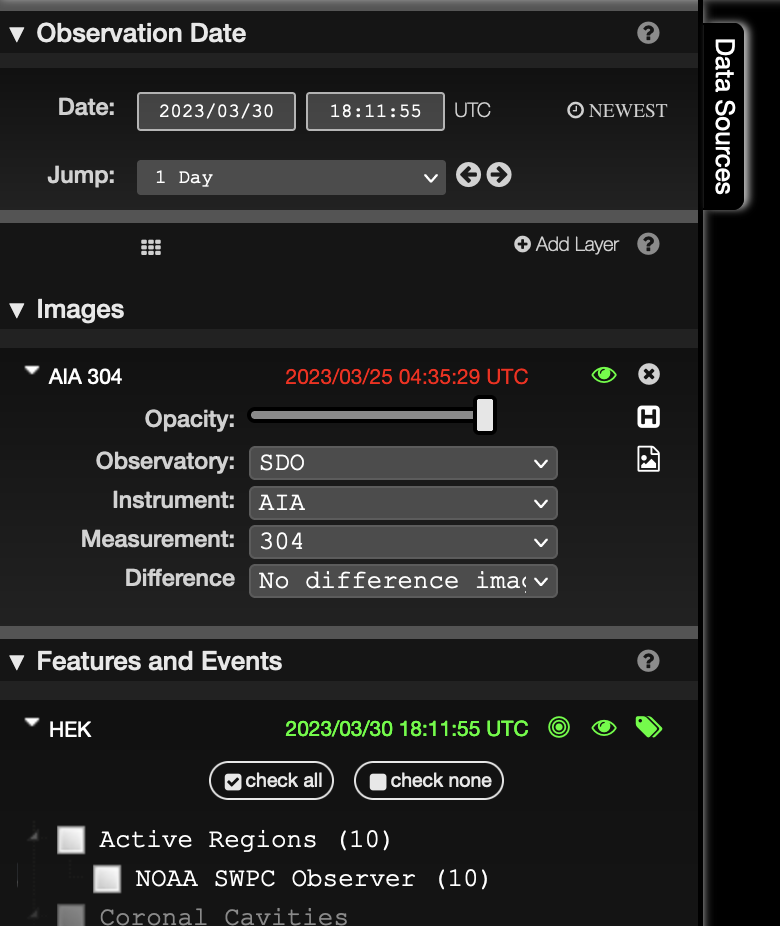 Observation Date
Data Sources
Date: 2023/03/30 18:11:55 UTC NEWEST
Jump: 1 Day
Add Layer
Images
AIA 304 2023/03/25 04:35:29 UTC
Opacity:
Observatory: SDO
Instrument: AIA
Measurement: 304
Difference No difference imag
Features and Events
HEK 2023/03/30 18:11:55 UTC
check all check none
Active Regions (10)
NOAA SWPC Observer (10)
Coronal Cavities